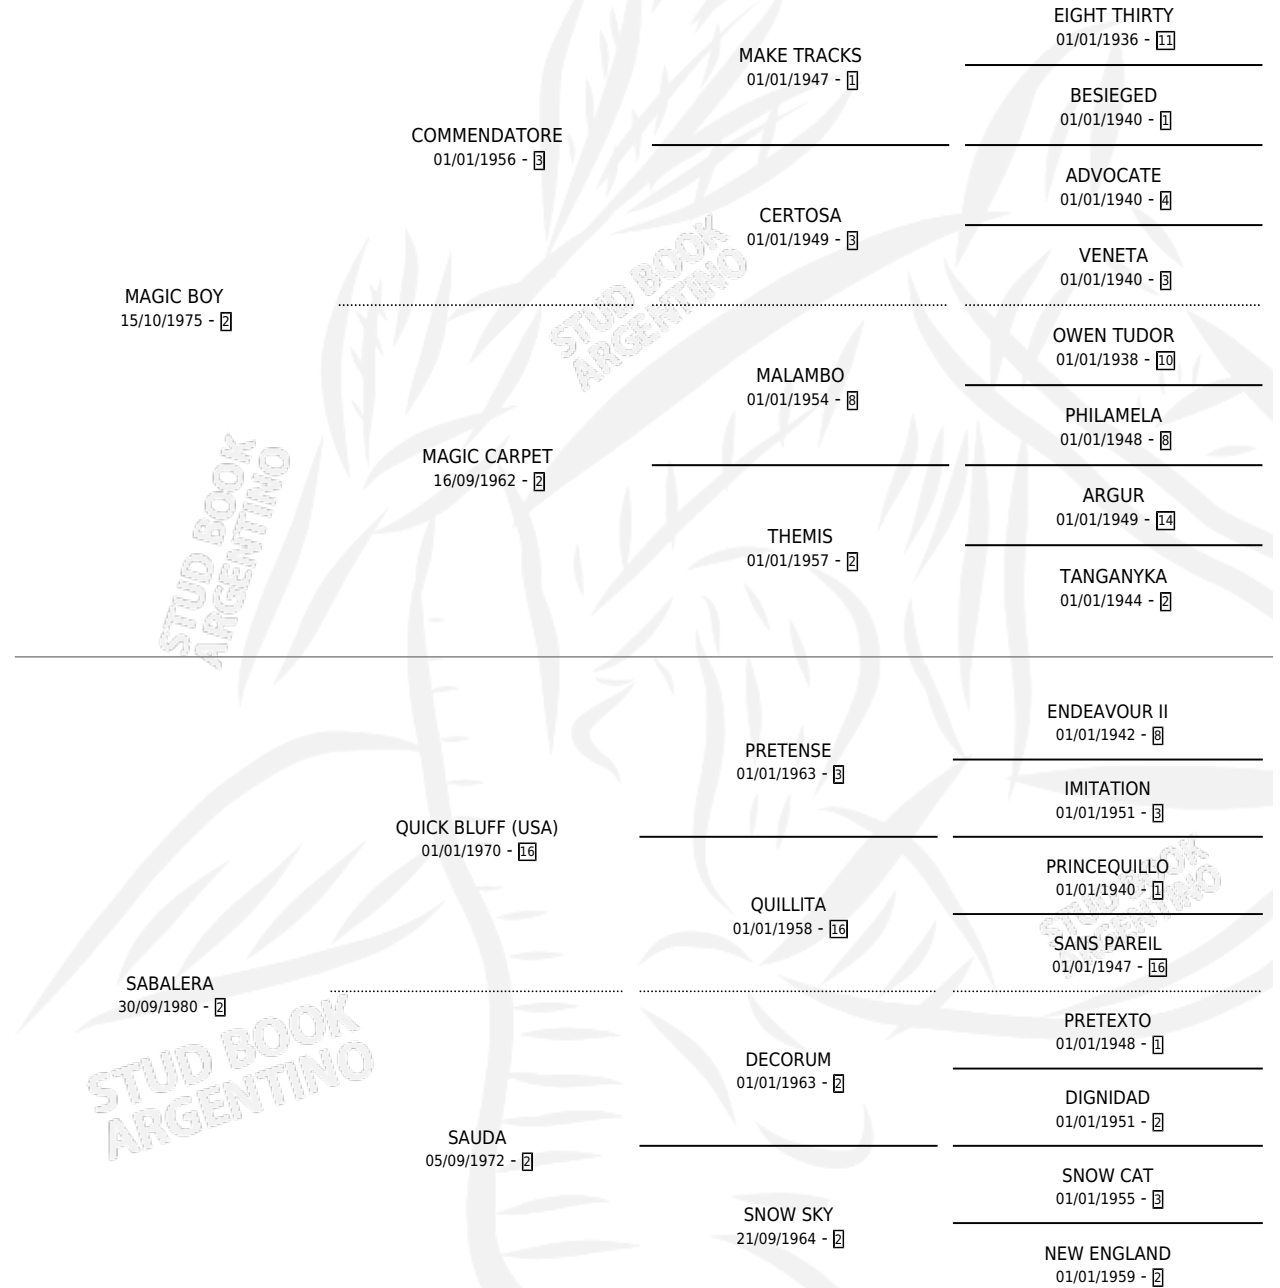 EIGHT THIRTY
01/01/1936 - 11
MAKE TRACKS
01/01/1947 - 1
BESIEGED
01/01/1940 - 1
COMMENDATORE
01/01/1956 - 3
ADVOCATE
01/01/1940 - 4
CERTOSA
01/01/1949 - 3
VENETA
01/01/1940 - 3
MAGIC BOY
15/10/1975 - 2
OWEN TUDOR
01/01/1938 - 10
MALAMBO
01/01/1954 - 8
PHILAMELA
01/01/1948 - 8
MAGIC CARPET
16/09/1962 - 2
ARGUR
01/01/1949 - 14
THEMIS
01/01/1957 - 2
TANGANYKA
01/01/1944 - 2
ENDEAVOUR II
01/01/1942 - 8
PRETENSE
01/01/1963 - 3
IMITATION
01/01/1951 - 3
QUICK BLUFF (USA)
01/01/1970 - 16
PRINCEQUILLO
01/01/1940 - 1
QUILLITA
01/01/1958 - 16
SANS PAREIL
01/01/1947 - 16
SABALERA
30/09/1980 - 2
PRETEXTO
01/01/1948 - 1
DECORUM
01/01/1963 - 2
DIGNIDAD
01/01/1951 - 2
SAUDA
05/09/1972 - 2
SNOW CAT
01/01/1955 - 3
SNOW SKY
21/09/1964 - 2
NEW ENGLAND
01/01/1959 - 2
STUD BOOK
ARGENTINO
STUD BOOK
ARGENTINO
STUD BOOK
ARGENTINO
STUD BOOK
ARGENTINO